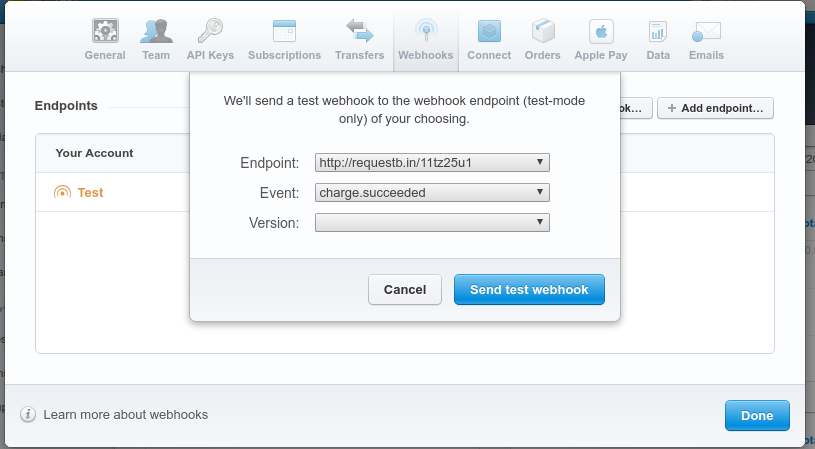 General Team API Keys Subscriptions Transfers Webhooks Connect Orders Apple Pay Data Emails
We'll send a test webhook to the webhook endpoint (test-mode
only) of your choosing.
Endpoints
+ Add endpoint...
Your Account
Test
Endpoint: http://requestb.in/11tz25u1
Event: charge.succeeded
Version:
Cancel Send test webhook
Learn more about webhooks
Done